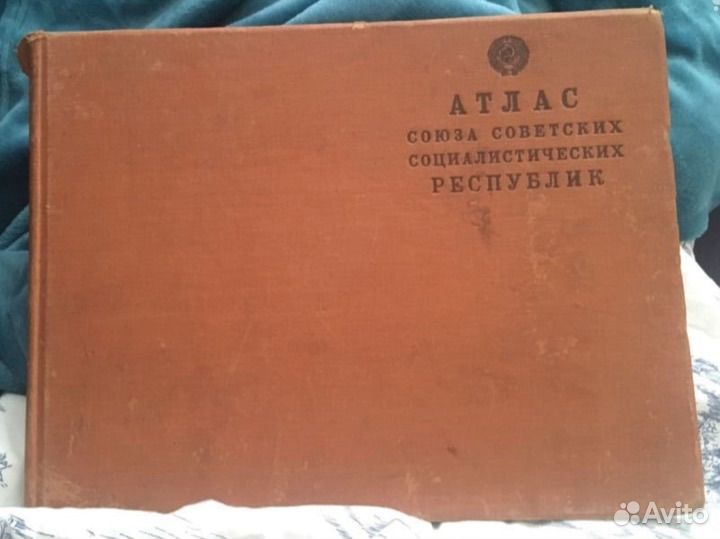 АТЛАС
СОЮЗА СОВЕТСКИХ
СОЦИАЛИСТИЧЕСКИХ
РЕСПУБЛИК
Avito